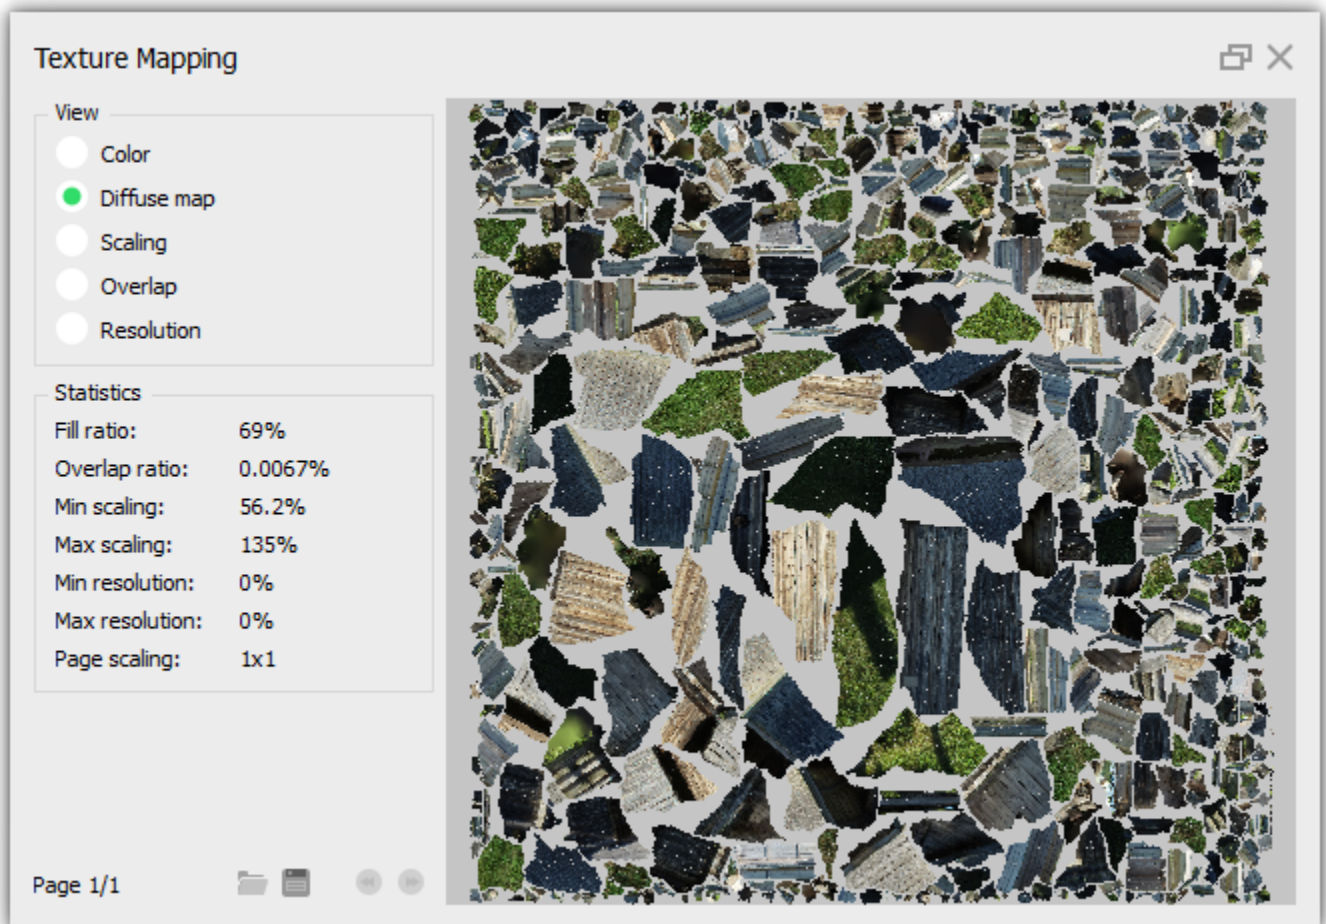 Texture Mapping
View
Color
Diffuse map
Scaling
Overlap
Resolution
Statistics
Fill ratio: 69%
Overlap ratio: 0.0067%
Min scaling: 56.2%
Max scaling: 135%
Min resolution: 0%
Max resolution: 0%
Page scaling: 1x1
Page 1/1